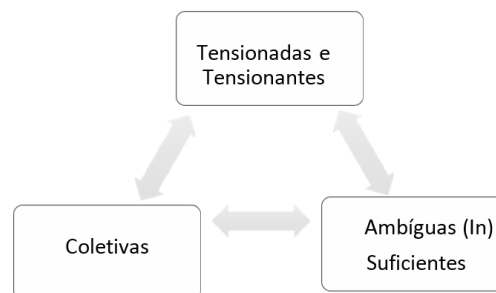 Tensionadas e
Tensionantes
Coletivas
Ambíguas (In)
Suficientes